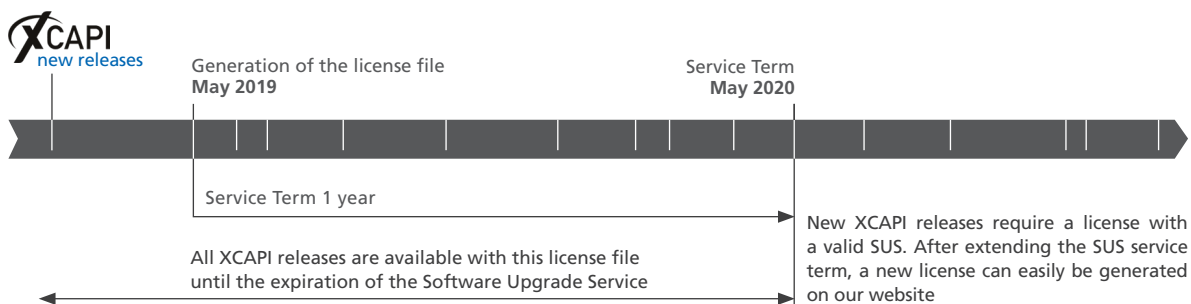 XCAPI
new releases
Generation of the license file
May 2019
Service Term
May 2020
Service Term 1 year
All XCAPI releases are available with this license file
until the expiration of the Software Upgrade Service
New XCAPI releases require a license with
a valid SUS. After extending the SUS service
term, a new license can easily be generated
on our website